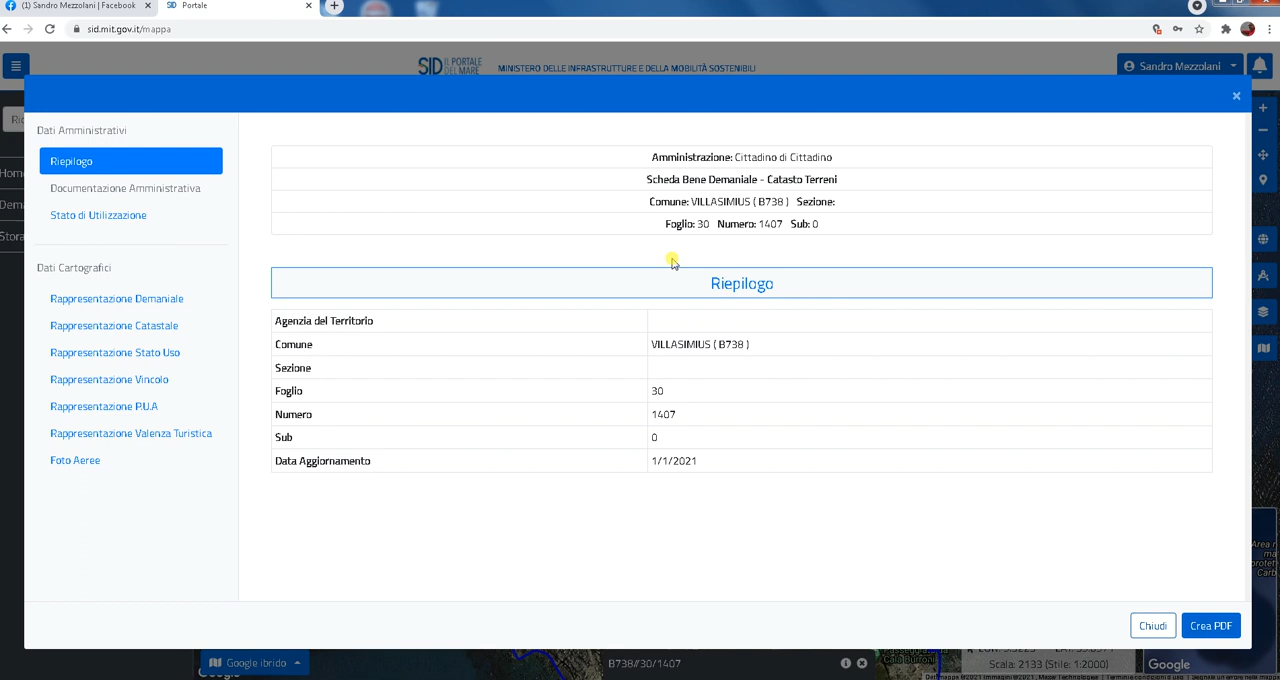 (1) Sandro Mezzolani | Facebook
SID Portale
sid.mit.gov.it/mappa
SID IL PORTALE DEL MARE
MINISTERO DELLE INFRASTRUTTURE E DELLA MOBILITÀ SOSTENIBILI
Sandro Mezzolani
Dati Amministrativi
Riepilogo
Documentazione Amministrativa
Stato di Utilizzazione
Dati Cartografici
Rappresentazione Demaniale
Rappresentazione Catastale
Rappresentazione Stato Uso
Rappresentazione Vincolo
Rappresentazione P.U.A
Rappresentazione Valenza Turistica
Foto Aeree
Amministrazione: Cittadino di Cittadino
Scheda Bene Demaniale - Catasto Terreni
Comune: VILLASIMIUS ( B738 ) Sezione:
Foglio: 30 Numero: 1407 Sub: 0
Riepilogo
Agenzia del Territorio
Comune VILLASIMIUS ( B738 )
Sezione
Foglio 30
Numero 1407
Sub 0
Data Aggiornamento 1/1/2021
Chiudi
Crea PDF
Google ibrido
B738//30/1407
Scala: 2133 (Stile: 1:2000)
Google